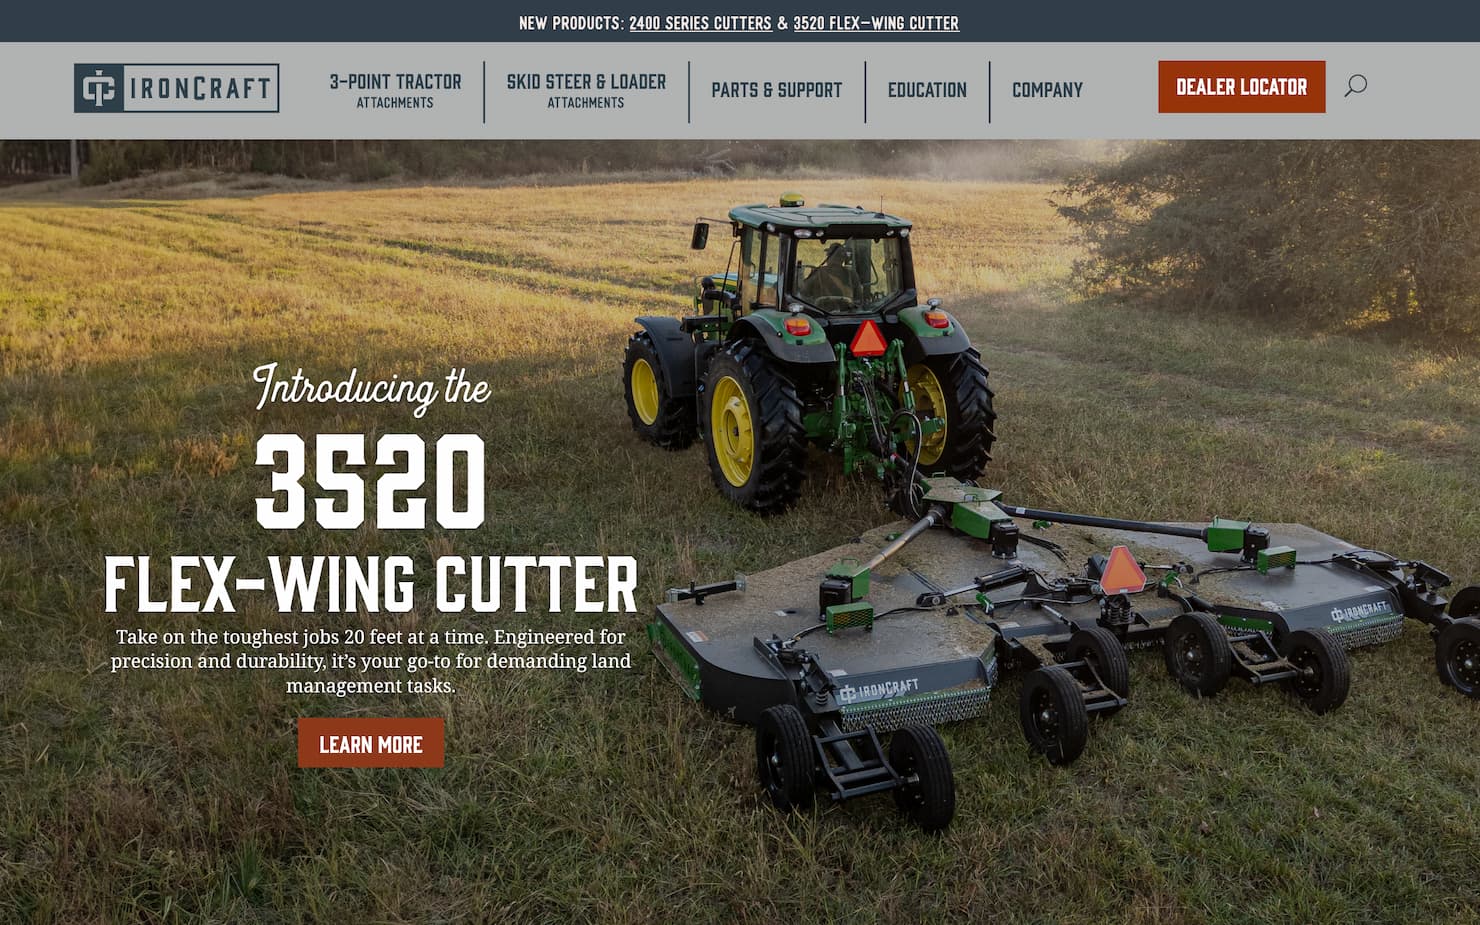 NEW PRODUCTS: 2400 SERIES CUTTERS & 3520 FLEX-WING CUTTER
IRONCRAFT
3-POINT TRACTOR
ATTACHMENTS
SKID STEER & LOADER
ATTACHMENTS
PARTS & SUPPORT
EDUCATION
COMPANY
DEALER LOCATOR
Introducing the
3520
FLEX-WING CUTTER
Take on the toughest jobs 20 feet at a time. Engineered for
precision and durability, it’s your go-to for demanding land
management tasks.
LEARN MORE
IRONCRAFT
IRONCRAFT